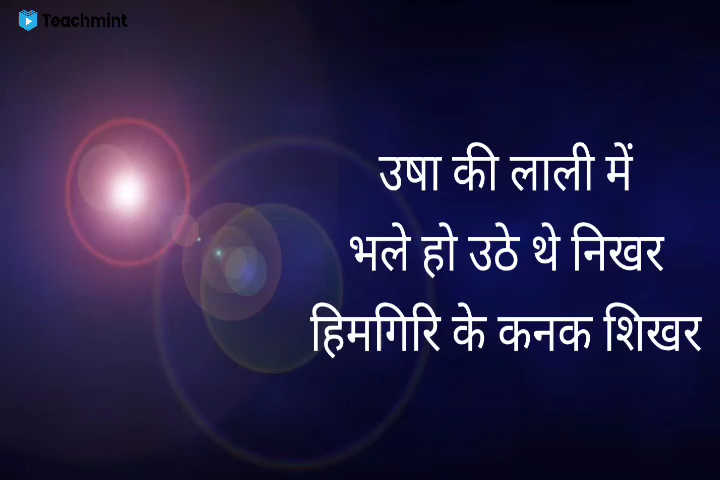 Teachmint
उषा की लाली में
भले हो उठे थे निखर
हिमगिरि के कनक शिखर